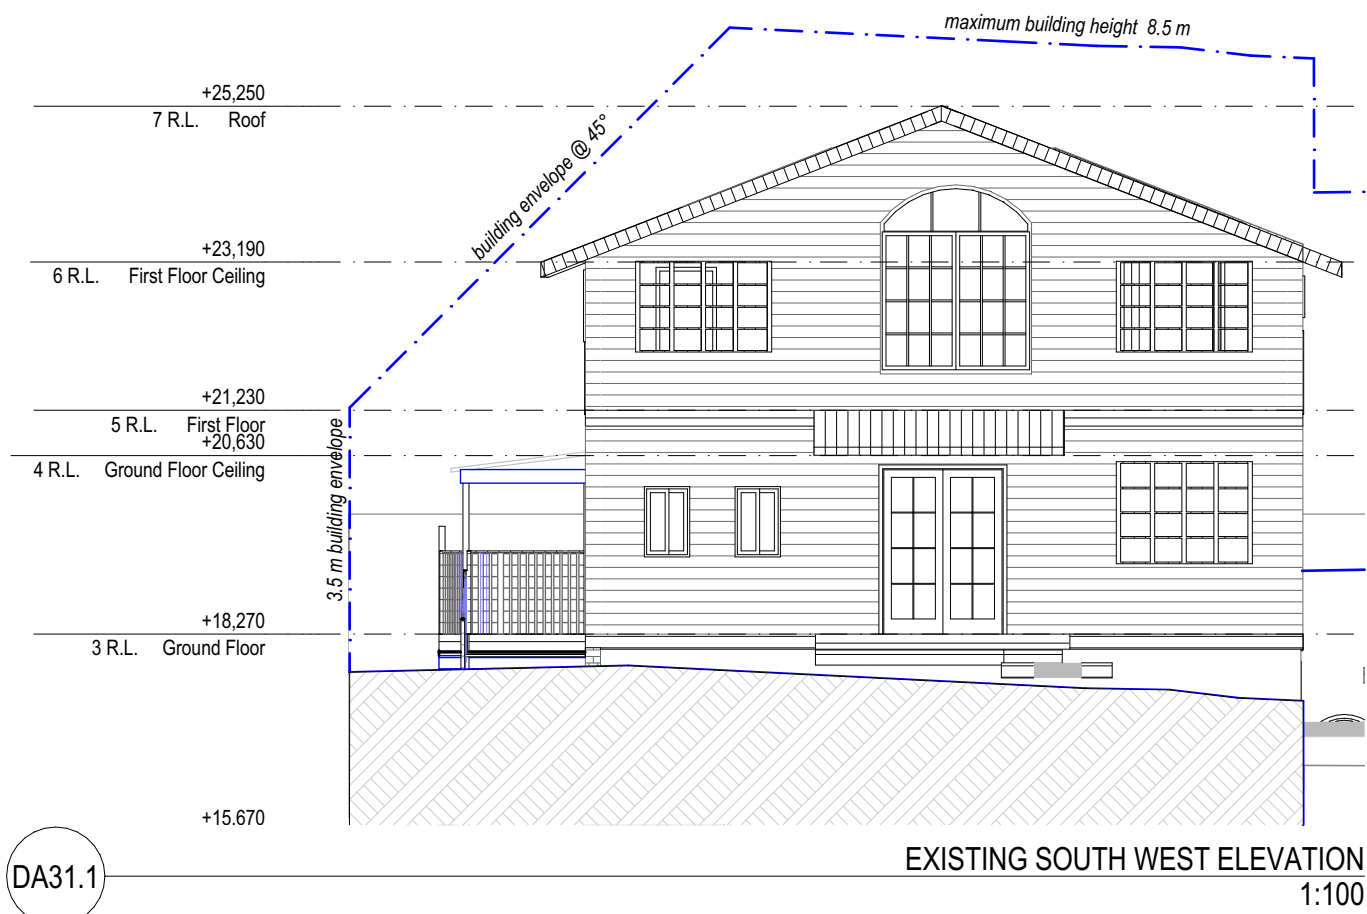 maximum building height 8.5 m
+25,250
7 R.L. Roof
building envelope @ 45°
+23,190
6 R.L. First Floor Ceiling
+21,230
5 R.L. First Floor
+20,630
4 R.L. Ground Floor Ceiling
3.5 m building envelope
+18,270
3 R.L. Ground Floor
+15,670
DA31.1
EXISTING SOUTH WEST ELEVATION
1:100